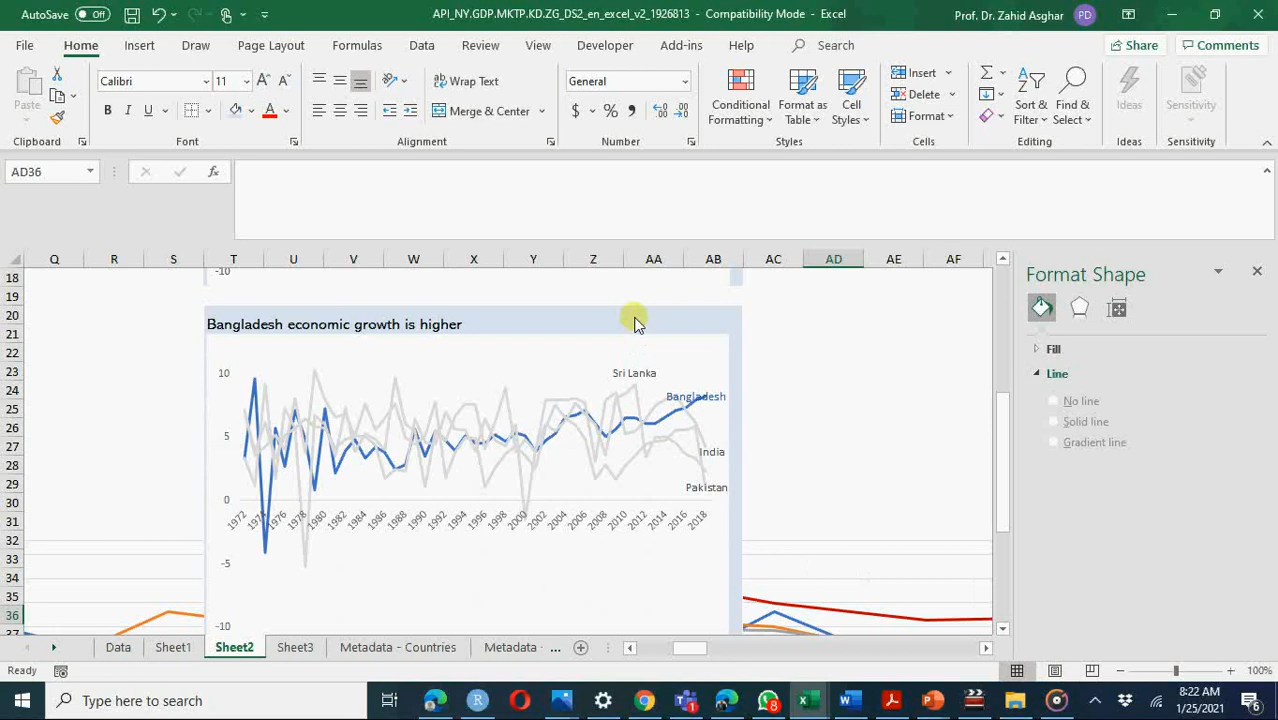 AutoSave Off API_NY.GDP.MKTP.KD.ZG_DS2_en_excel_v2_1926813 - Compatibility Mode - Excel Prof. Dr. Zahid Asghar PD
File Home Insert Draw Page Layout Formulas Data Review View Developer Add-ins Help Search Share Comments
Calibri 11 Wrap Text General Insert
Paste B I U Merge & Center $ % Conditional Formatting Format as Table Cell Styles Delete Sort & Filter Find & Select Ideas Sensitivity
Format
Clipboard Font Alignment Number Styles Cells Editing Ideas Sensitivity
AD36 fx
Q R S T U V W X Y Z AA AB AC AD AE AF
Format Shape
18 -10
19
20
Bangladesh economic growth is higher
21
22
Fill
23 10 Sri Lanka
Line
24
25 Bangladesh
No line
26 5
Solid line
27
Gradient line
28 India
29
30 0 Pakistan
31 1972 1974 1976 1978 1980 1982 1984 1986 1988 1990 1992 1994 1996 1998 2000 2002 2004 2006 2008 2010 2012 2014 2016 2018
32
33 -5
34
35
36
37 -10
Data Sheet1 Sheet2 Sheet3 Metadata - Countries Metadata - ...
Ready 100%
Type here to search
8:22 AM
1/25/2021